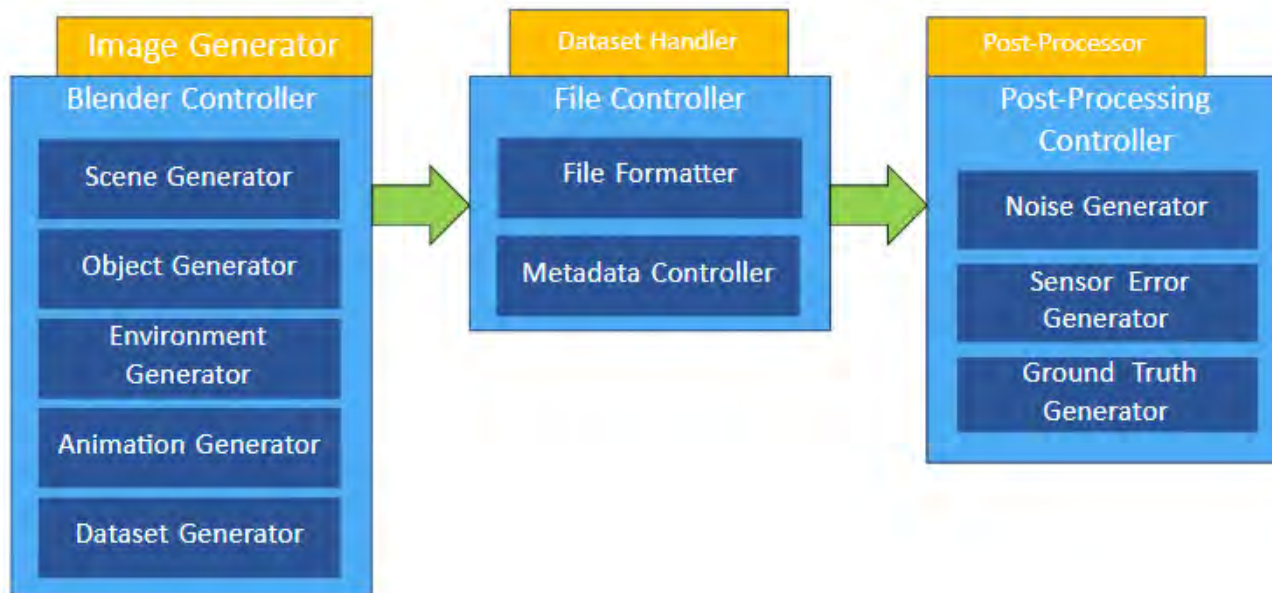 Image Generator
Blender Controller
Scene Generator
Object Generator
Environment
Generator
Animation Generator
Dataset Generator
Dataset Handler
File Controller
File Formatter
Metadata Controller
Post-Processor
Post-Processing
Controller
Noise Generator
Sensor Error
Generator
Ground Truth
Generator